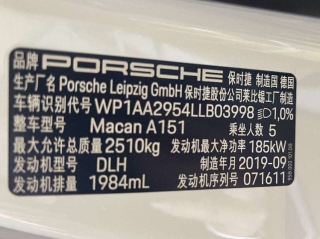 品牌 PORSCHE 保时捷 制造国 德国
生产厂名 Porsche Leipzig GmbH 保时捷股份公司莱比锡工厂制造
车辆识别代号 WP1AA2954LLB03998 1,0%
整车型号 Macan A151 乘坐人数 5
最大允许总质量 2510kg 发动机最大净功率 185kW
发动机型号 DLH 制造年月 2019-09
发动机排量 1984mL 发动机序列号 071611